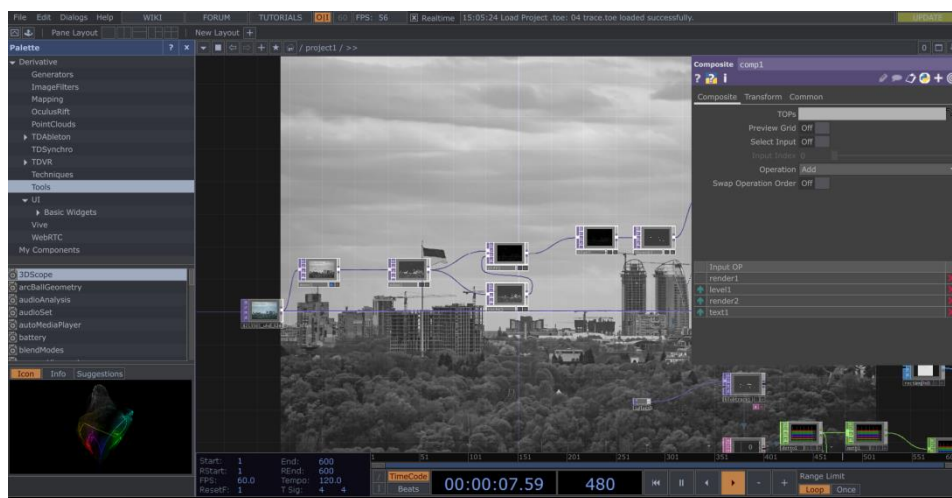 File Edit Dialogs Help WIKI FORUM TUTORIALS O|I 60 FPS: 56 Realtime 15:05:24 Load Project .toe: 04 trace.toe loaded successfully. UPDATE
Pane Layout New Layout +
Palette ? x
/ project1 / >>
0
Derivative
Generators
ImageFilters
Mapping
OculusRift
PointClouds
TDAbleton
TDSynchro
TDVR
Techniques
Tools
UI
Basic Widgets
Vive
WebRTC
My Components
3DScope
arcBallGeometry
audioAnalysis
audioSet
autoMediaPlayer
battery
blendModes
Icon Info Suggestions
Composite comp1
? i
Composite Transform Common
TOPs
Preview Grid Off
Select Input Off
Input Index 0
Operation Add
Swap Operation Order Off
Input OP
render1
level1
render2
text1
Start: 1 End: 600
RStart: 1 REnd: 600
FPS: 60.0 Tempo: 120.0
ResetF: 1 T Sig: 4 4
1 51 101 151 201 251 301 351 401 451 501 551
TimeCode
Beats
00:00:07.59 480
- +
Range Limit
Loop Once